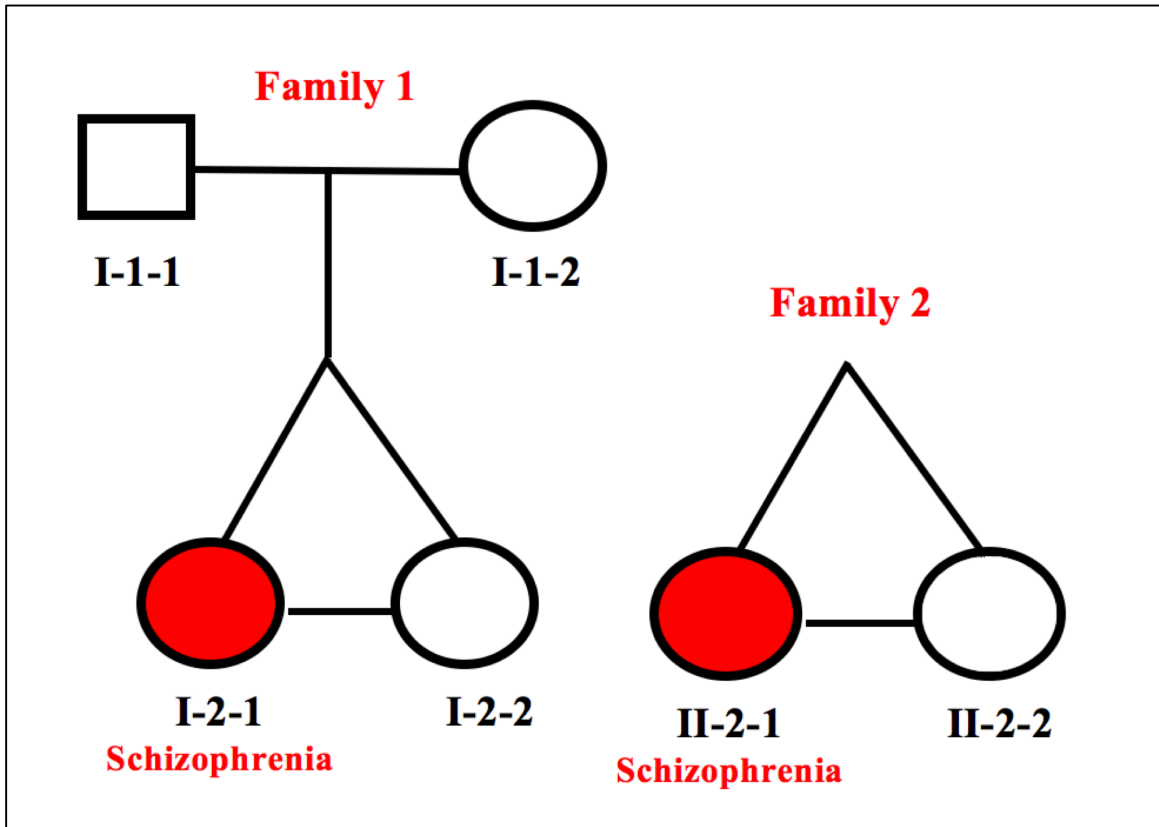 Family 1
I-1-1
I-1-2
Family 2
I-2-1
I-2-2
Schizophrenia
II-2-1
II-2-2
Schizophrenia